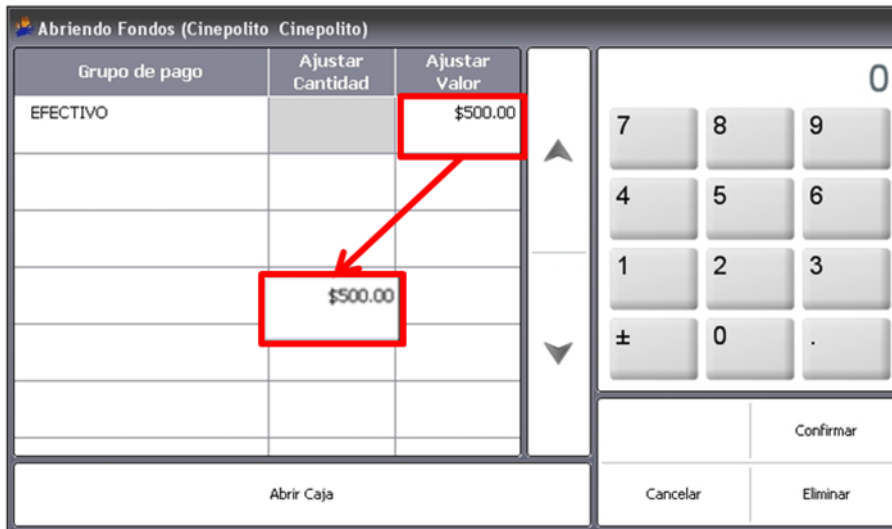 Abriendo Fondos (Cinepolito Cinepolito)
Grupo de pago
Ajustar
Cantidad
Ajustar
Valor
EFECTIVO
$500.00
$500.00
Abrir Caja
0
7 8 9
4 5 6
1 2 3
± 0 .
Confirmar
Cancelar
Eliminar